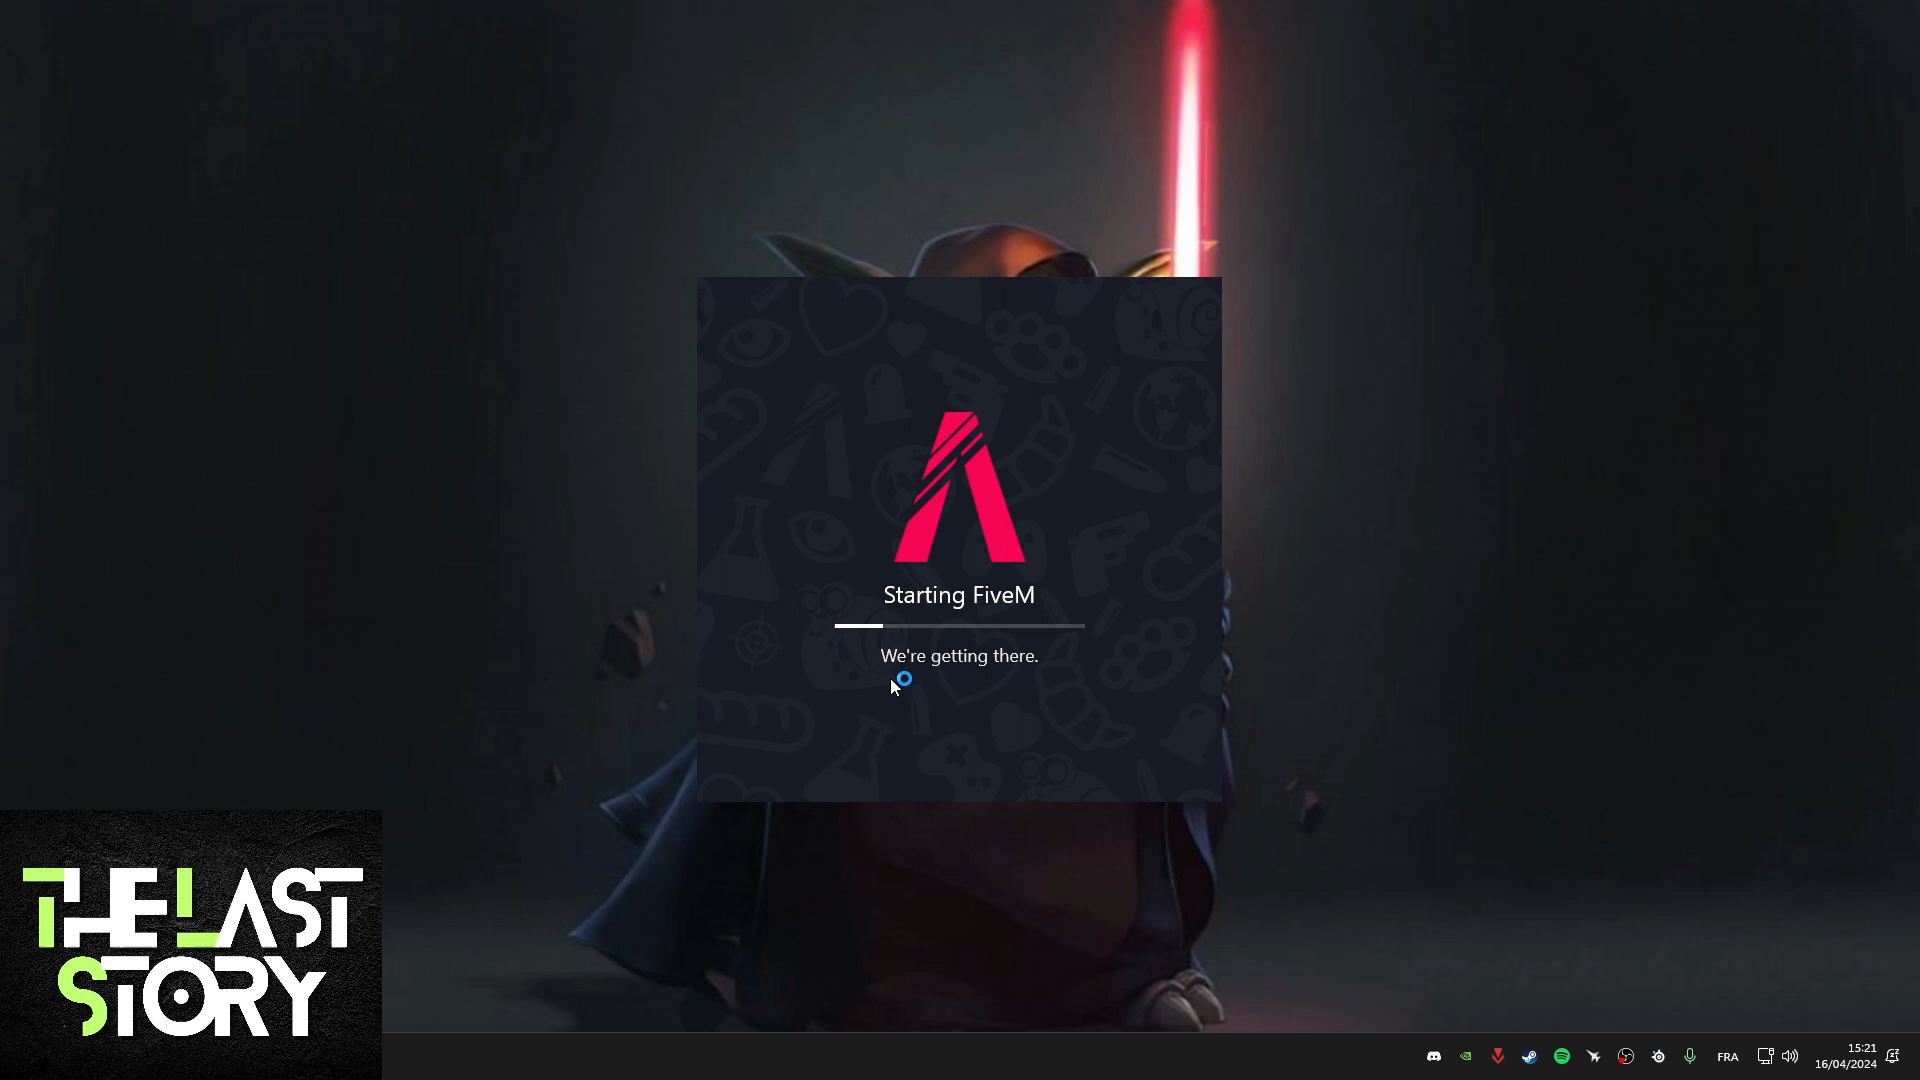 Starting FiveM
We're getting there.
THE LAST
STORY
FRA
15:21
16/04/2024